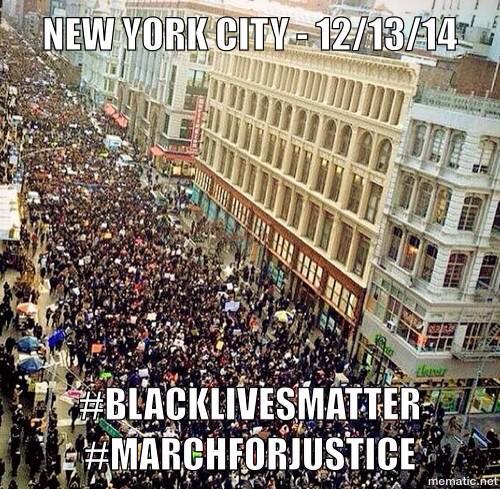 NEW YORK CITY - 12/13/14
#BLACKLIVESMATTER
#MARCHFORJUSTICE
mematic.net